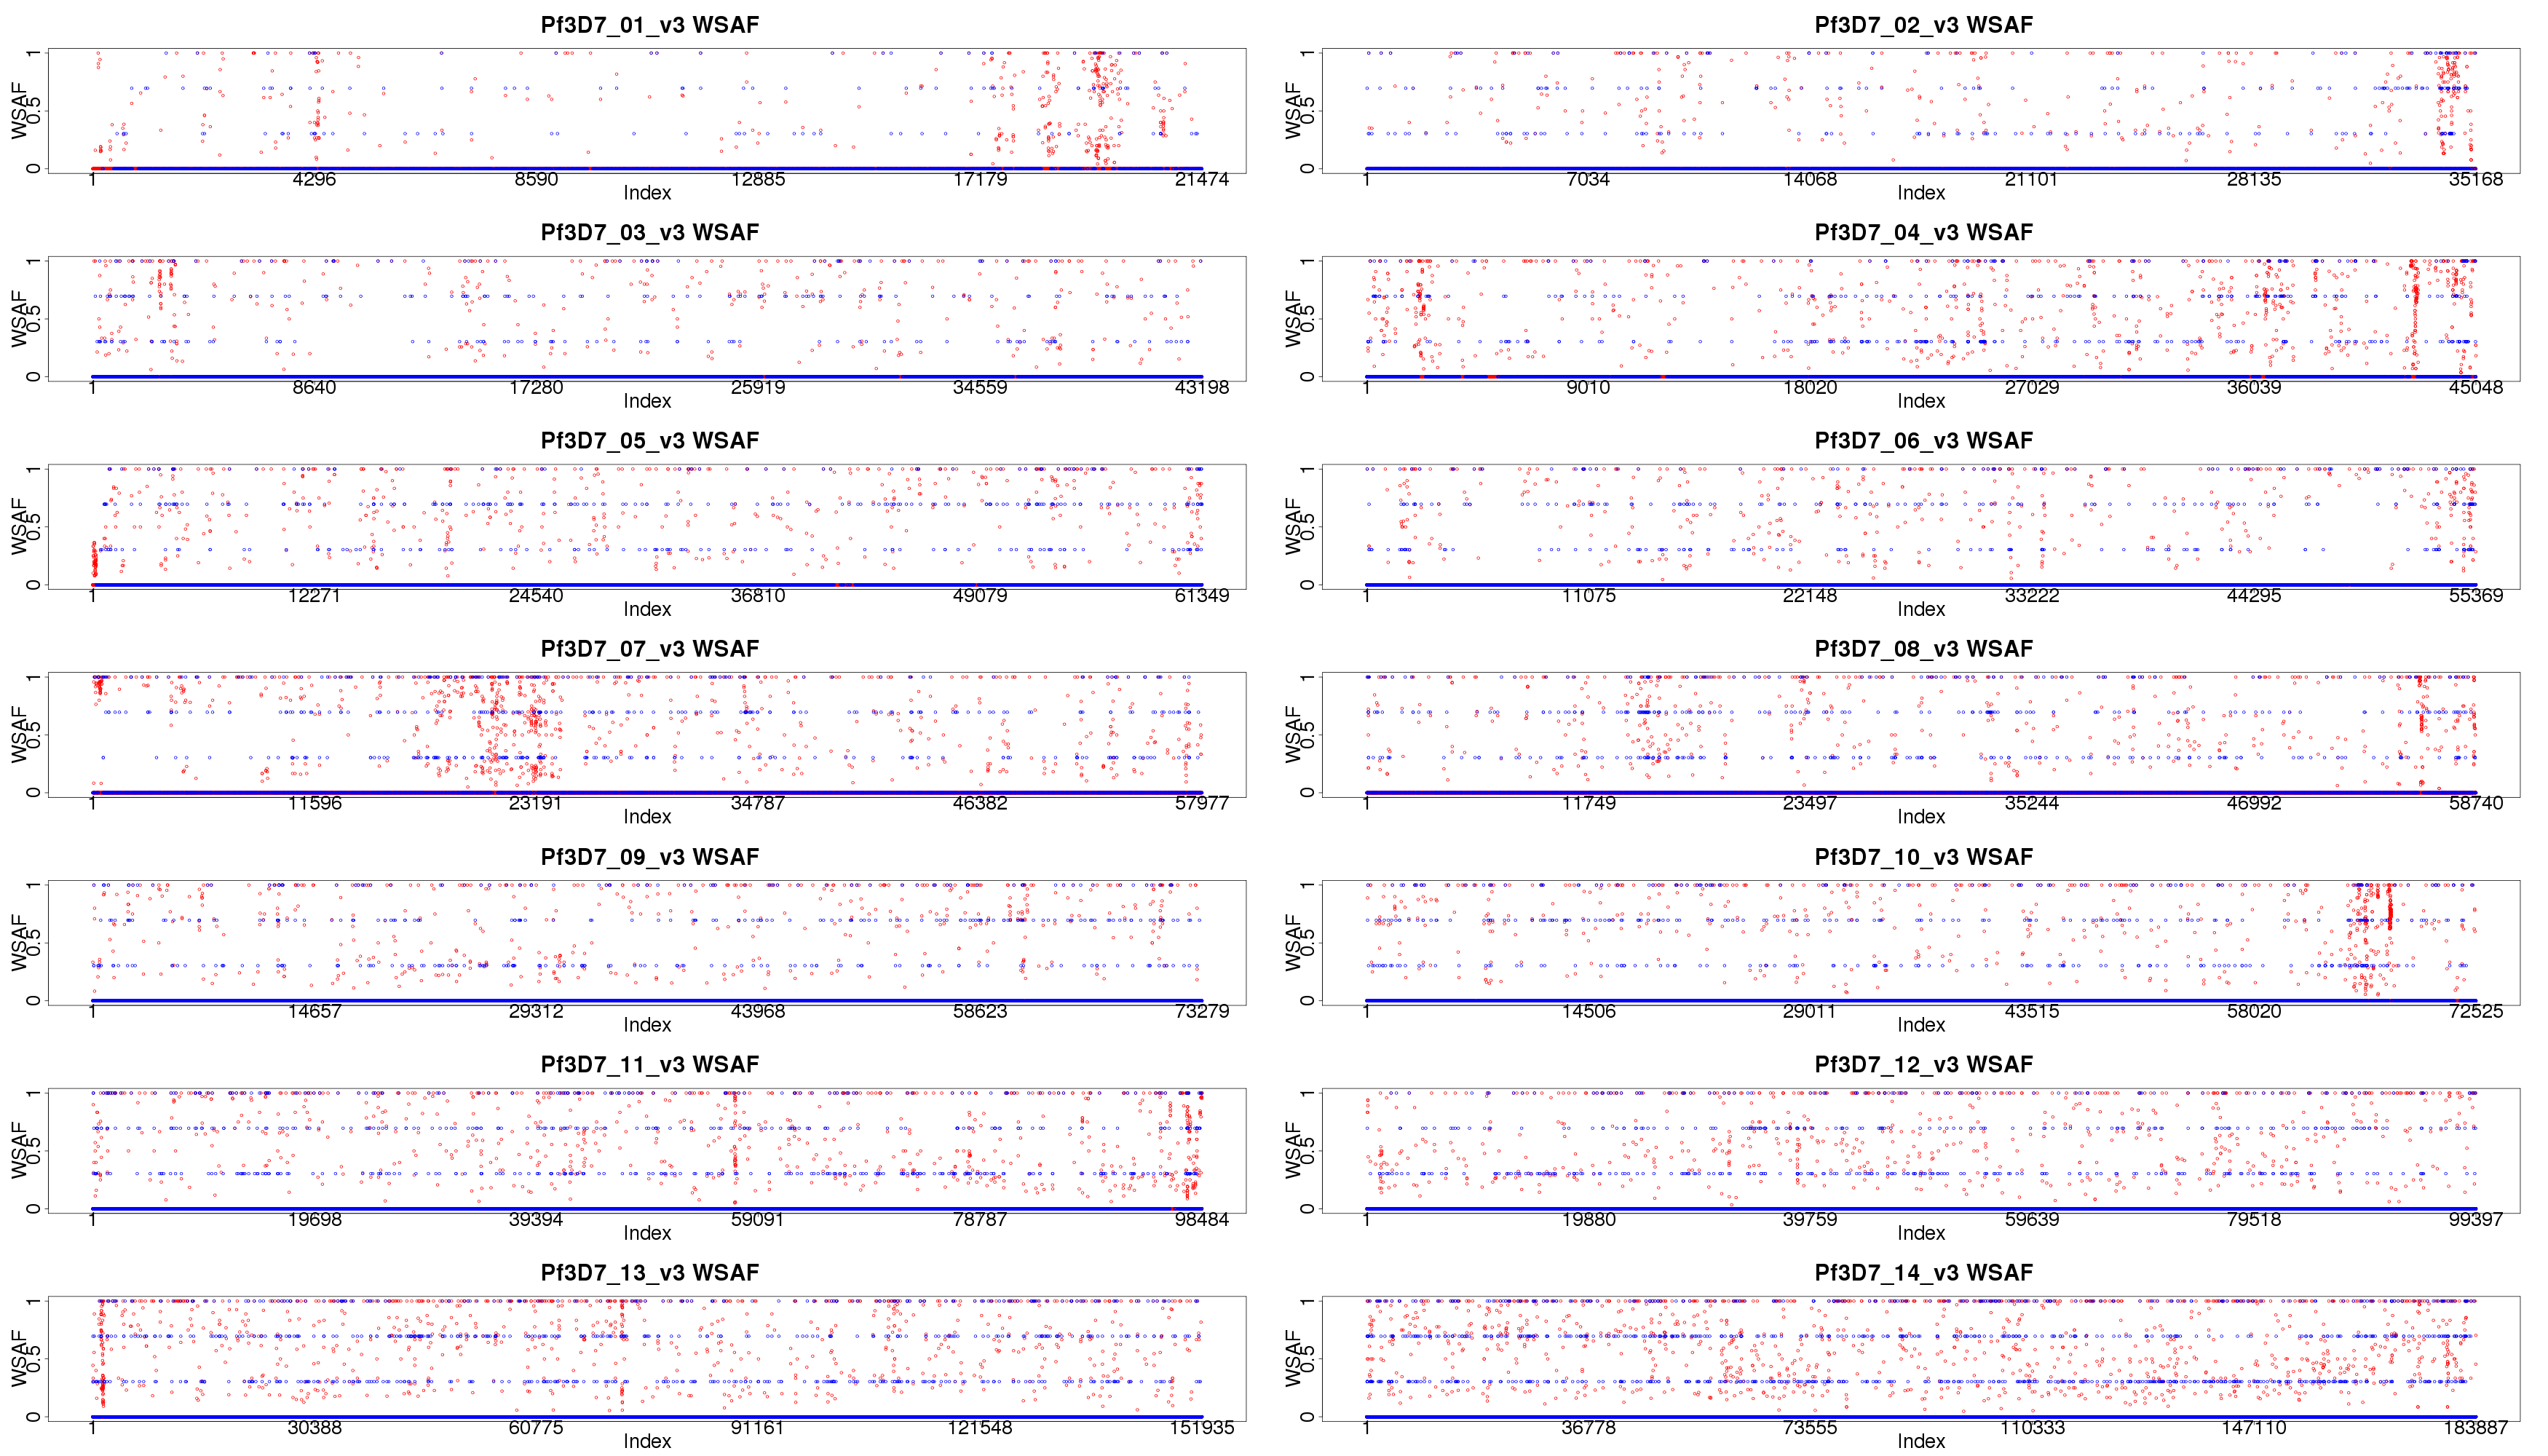 Pf3D7_01_v3 WSAF
WSAF
0 0.5 1
1 4296 8590 12885 17179 21474
Index
Pf3D7_02_v3 WSAF
WSAF
0 0.5 1
1 7034 14068 21101 28135 35168
Index
Pf3D7_03_v3 WSAF
WSAF
0 0.5 1
1 8640 17280 25919 34559 43198
Index
Pf3D7_04_v3 WSAF
WSAF
0 0.5 1
1 9010 18020 27029 36039 45048
Index
Pf3D7_05_v3 WSAF
WSAF
0 0.5 1
1 12271 24540 36810 49079 61349
Index
Pf3D7_06_v3 WSAF
WSAF
0 0.5 1
1 11075 22148 33222 44295 55369
Index
Pf3D7_07_v3 WSAF
WSAF
0 0.5 1
1 11596 23191 34787 46382 57977
Index
Pf3D7_08_v3 WSAF
WSAF
0 0.5 1
1 11749 23497 35244 46992 58740
Index
Pf3D7_09_v3 WSAF
WSAF
0 0.5 1
1 14657 29312 43968 58623 73279
Index
Pf3D7_10_v3 WSAF
WSAF
0 0.5 1
1 14506 29011 43515 58020 72525
Index
Pf3D7_11_v3 WSAF
WSAF
0 0.5 1
1 19698 39394 59091 78787 98484
Index
Pf3D7_12_v3 WSAF
WSAF
0 0.5 1
1 19880 39759 59639 79518 99397
Index
Pf3D7_13_v3 WSAF
WSAF
0 0.5 1
1 30388 60775 91161 121548 151935
Index
Pf3D7_14_v3 WSAF
WSAF
0 0.5 1
1 36778 73555 110333 147110 183887
Index